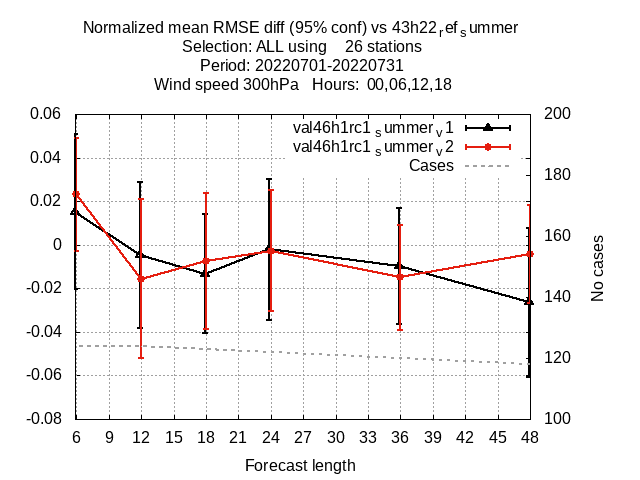 Normalized mean RMSE diff (95% conf) vs 43h22refsummer
Selection: ALL using 26 stations
Period: 20220701-20220731
Wind speed 300hPa Hours: 00,06,12,18
val46h1rc1summerv1
val46h1rc1summerv2
Cases
0.06
0.04
0.02
0
-0.02
-0.04
-0.06
-0.08
200
180
160
140
120
100
No cases
6 9 12 15 18 21 24 27 30 33 36 39 42 45 48
Forecast length